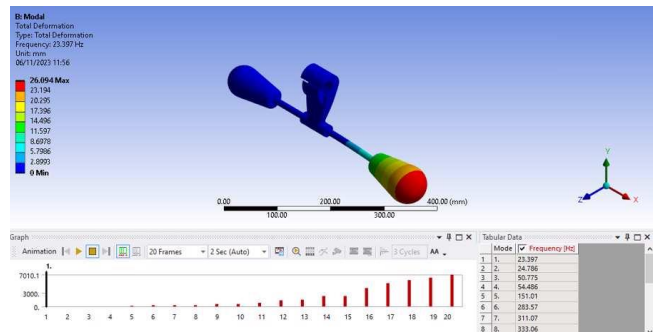 B: Modal
Total Deformation
Type: Total Deformation
Frequency: 23.397 Hz
Unit: mm
06/11/2023 11:56
26.094 Max
23.194
20.295
17.396
14.496
11.597
8.6978
5.7986
2.8993
0 Min
0.00 200.00 400.00 (mm)
100.00 300.00
Y
Z X
Graph
Animation 20 Frames 2 Sec (Auto) 3 Cycles AA
1.
7010.1
3000.
0.
1 2 3 4 5 6 7 8 9 10 11 12 13 14 15 16 17 18 19 20
Tabular Data
Mode Frequency [Hz]
1 1. 23.397
2 2. 24.786
3 3. 50.775
4 4. 54.486
5 5. 151.01
6 6. 283.57
7 7. 311.07
8 8. 333.06